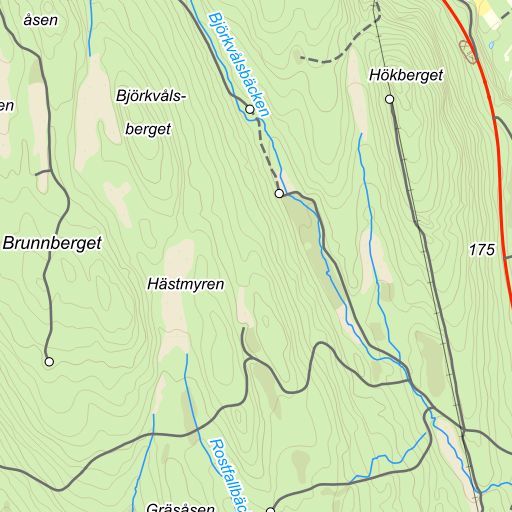 åsen
Björkvålsbäcken
Hökberget
Björkvåls-
berget
en
Brunnberget
175
Hästmyren
Rostfallbäc
Gräsåsen